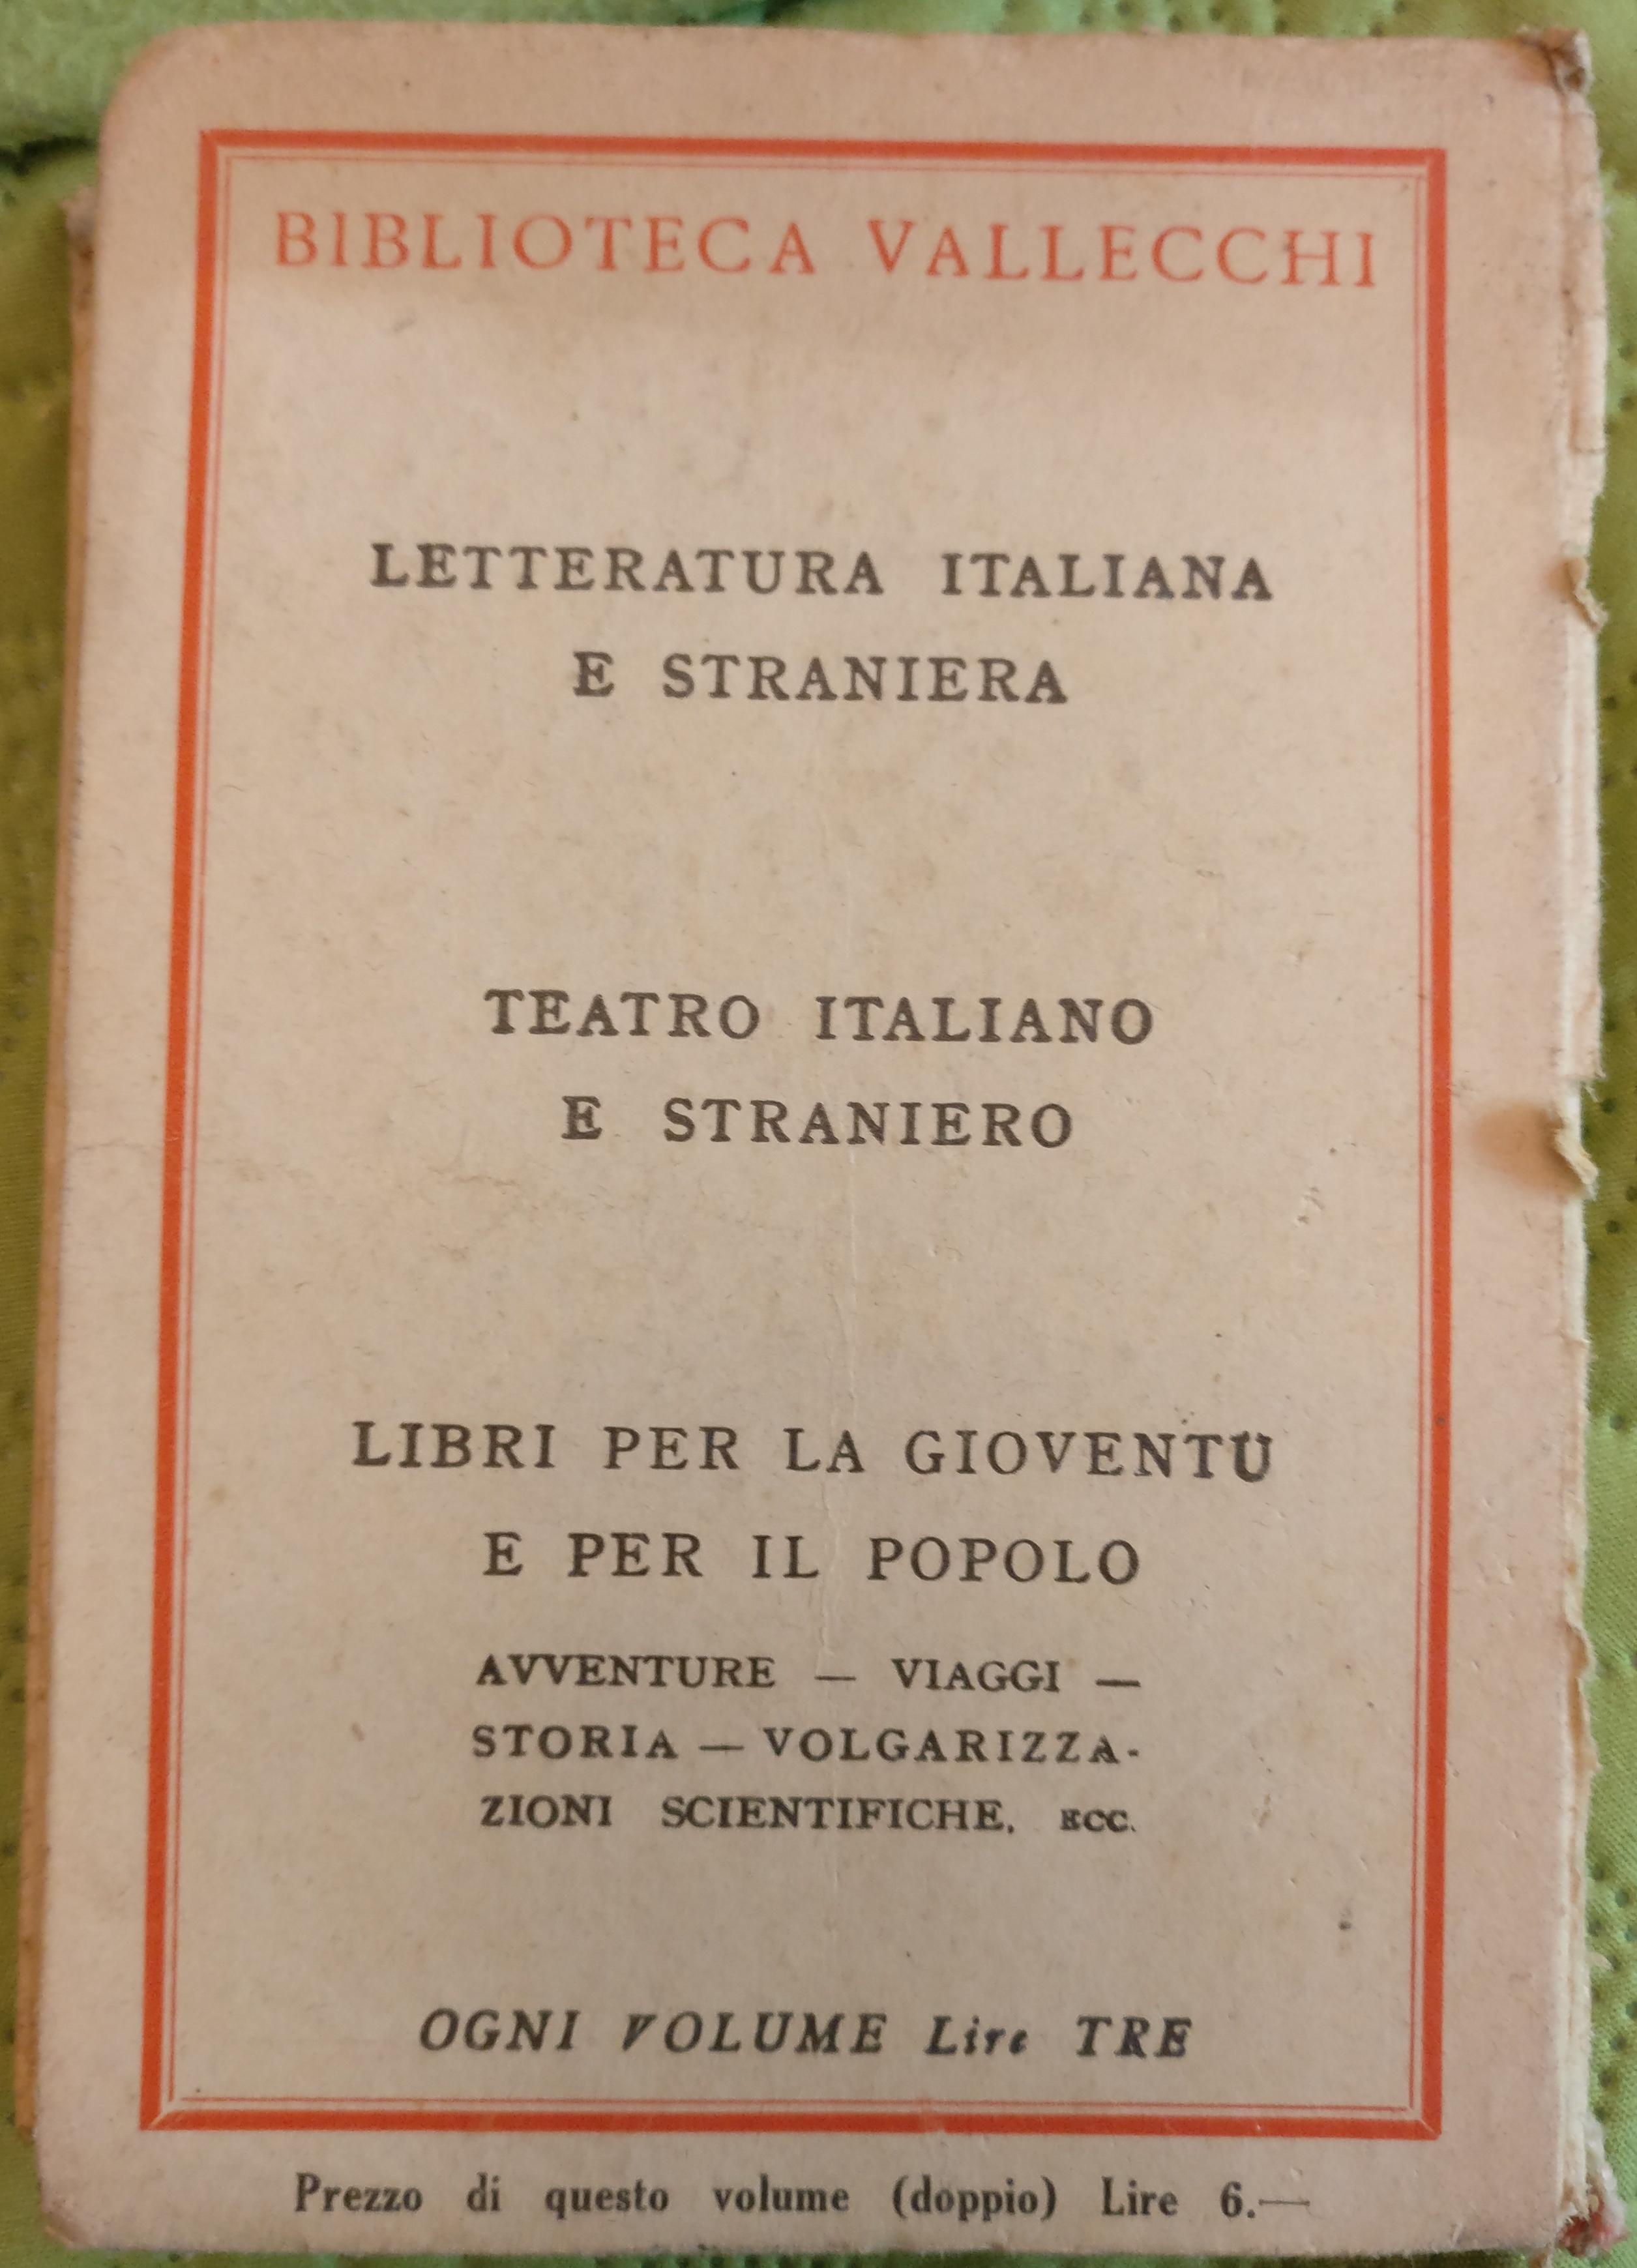 BIBLIOTECA VALLECCHI
LETTERATURA ITALIANA
E STRANIERA
TEATRO ITALIANO
E STRANIERO
LIBRI PER LA GIOVENTU
E PER IL POPOLO
AVVENTURE — VIAGGI —
STORIA — VOLGARIZZA-
ZIONI SCIENTIFICHE, ECC.
OGNI VOLUME Lire TRE
Prezzo di questo volume (doppio) Lire 6.—